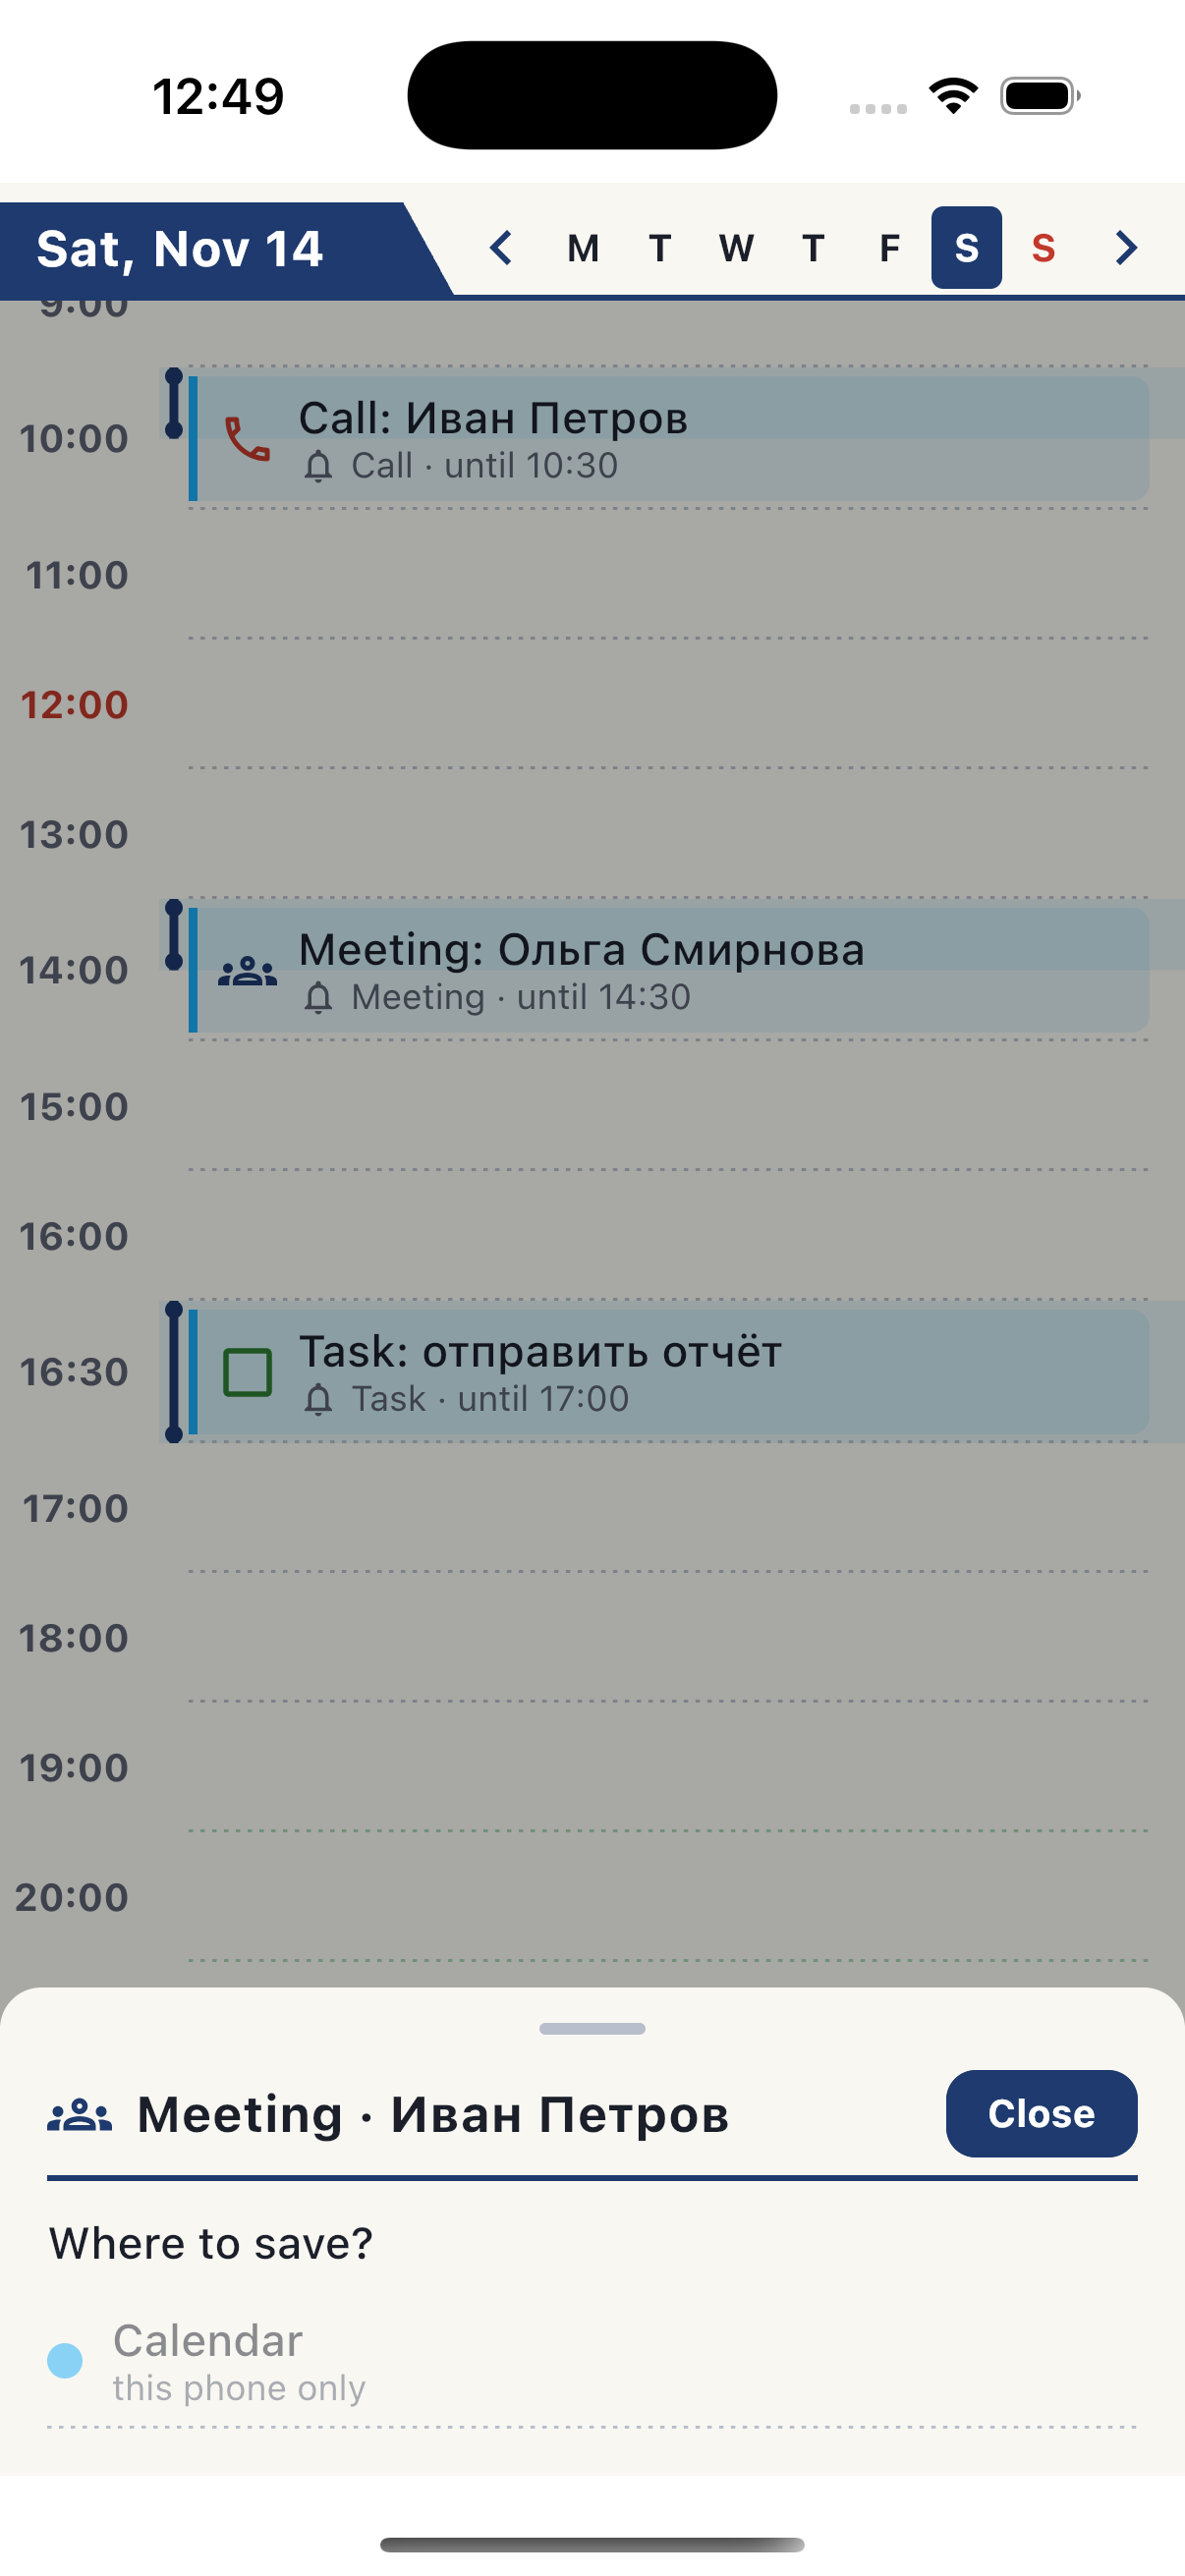 12:49
Sat, Nov 14
M T W T F S S
9:00
10:00
Call: Иван Петров
Call · until 10:30
11:00
12:00
13:00
14:00
Meeting: Ольга Смирнова
Meeting · until 14:30
15:00
16:00
16:30
Task: отправить отчёт
Task · until 17:00
17:00
18:00
19:00
20:00
Meeting · Иван Петров
Close
Where to save?
Calendar
this phone only